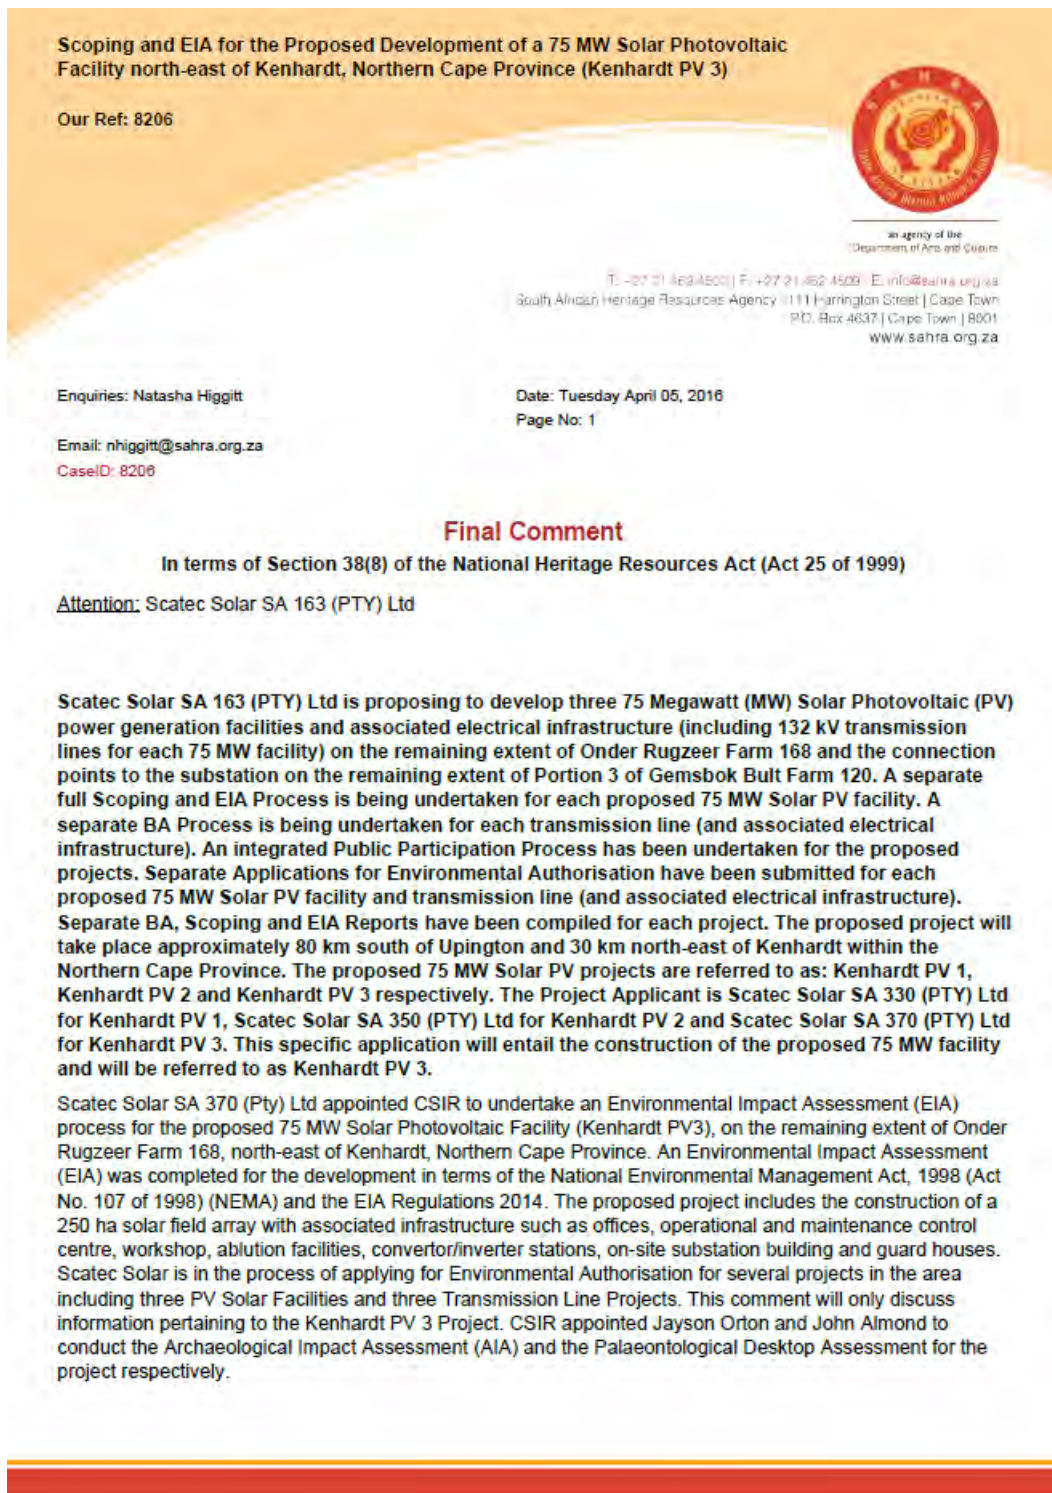 Scoping and EIA for the Proposed Development of a 75 MW Solar Photovoltaic
Facility north-east of Kenhardt, Northern Cape Province (Kenhardt PV 3)
Our Ref: 8206
S A H R A
an agency of the
Department of Arts and Culture
T: +27 21 462 4502 | F: +27 21 462 4509 | E: info@sahra.org.za
South African Heritage Resources Agency | 111 Harrington Street | Cape Town
P.O. Box 4637 | Cape Town | 8001
www.sahra.org.za
Enquiries: Natasha Higgitt
Date: Tuesday April 05, 2016
Page No: 1
Email: nhiggitt@sahra.org.za
CaseID: 8206
Final Comment
In terms of Section 38(8) of the National Heritage Resources Act (Act 25 of 1999)
Attention: Scatec Solar SA 163 (PTY) Ltd
Scatec Solar SA 163 (PTY) Ltd is proposing to develop three 75 Megawatt (MW) Solar Photovoltaic (PV)
power generation facilities and associated electrical infrastructure (including 132 kV transmission
lines for each 75 MW facility) on the remaining extent of Onder Rugzeer Farm 168 and the connection
points to the substation on the remaining extent of Portion 3 of Gemsbok Bult Farm 120. A separate
full Scoping and EIA Process is being undertaken for each proposed 75 MW Solar PV facility. A
separate BA Process is being undertaken for each transmission line (and associated electrical
infrastructure). An integrated Public Participation Process has been undertaken for the proposed
projects. Separate Applications for Environmental Authorisation have been submitted for each
proposed 75 MW Solar PV facility and transmission line (and associated electrical infrastructure).
Separate BA, Scoping and EIA Reports have been compiled for each project. The proposed project will
take place approximately 80 km south of Upington and 30 km north-east of Kenhardt within the
Northern Cape Province. The proposed 75 MW Solar PV projects are referred to as: Kenhardt PV 1,
Kenhardt PV 2 and Kenhardt PV 3 respectively. The Project Applicant is Scatec Solar SA 330 (PTY) Ltd
for Kenhardt PV 1, Scatec Solar SA 350 (PTY) Ltd for Kenhardt PV 2 and Scatec Solar SA 370 (PTY) Ltd
for Kenhardt PV 3. This specific application will entail the construction of the proposed 75 MW facility
and will be referred to as Kenhardt PV 3.
Scatec Solar SA 370 (Pty) Ltd appointed CSIR to undertake an Environmental Impact Assessment (EIA)
process for the proposed 75 MW Solar Photovoltaic Facility (Kenhardt PV3), on the remaining extent of Onder
Rugzeer Farm 168, north-east of Kenhardt, Northern Cape Province. An Environmental Impact Assessment
(EIA) was completed for the development in terms of the National Environmental Management Act, 1998 (Act
No. 107 of 1998) (NEMA) and the EIA Regulations 2014. The proposed project includes the construction of a
250 ha solar field array with associated infrastructure such as offices, operational and maintenance control
centre, workshop, ablution facilities, convertor/inverter stations, on-site substation building and guard houses.
Scatec Solar is in the process of applying for Environmental Authorisation for several projects in the area
including three PV Solar Facilities and three Transmission Line Projects. This comment will only discuss
information pertaining to the Kenhardt PV 3 Project. CSIR appointed Jayson Orton and John Almond to
conduct the Archaeological Impact Assessment (AIA) and the Palaeontological Desktop Assessment for the
project respectively.